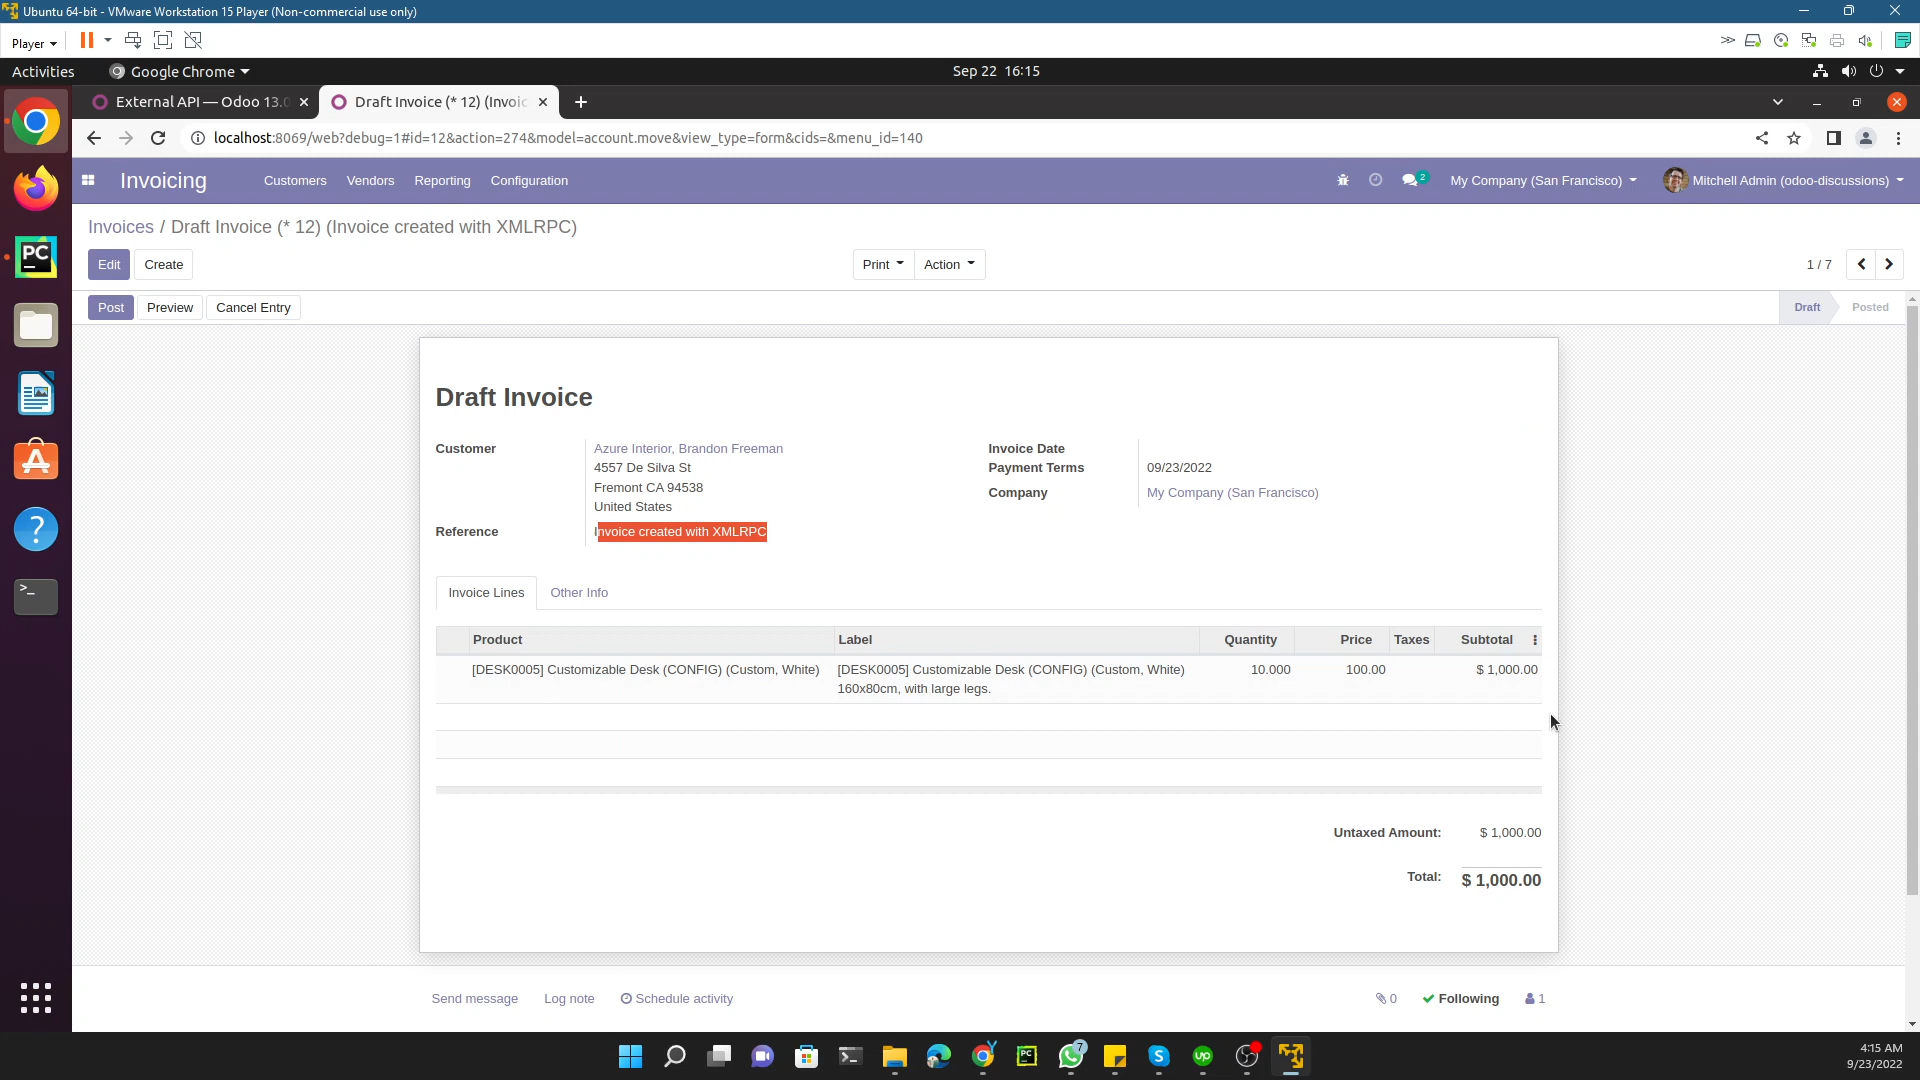 Ubuntu 64-bit - VMware Workstation 15 Player (Non-commercial use only)
Player
Activities
Google Chrome
Sep 22 16:15
External API — Odoo 13.0
Draft Invoice (* 12) (Invoic
localhost:8069/web?debug=1#id=12&action=274&model=account.move&view_type=form&cids=&menu_id=140
Invoicing
Customers
Vendors
Reporting
Configuration
2
My Company (San Francisco)
Mitchell Admin (odoo-discussions)
Invoices / Draft Invoice (* 12) (Invoice created with XMLRPC)
Edit
Create
Print
Action
1 / 7
Post
Preview
Cancel Entry
Draft
Posted
Draft Invoice
Customer
Azure Interior, Brandon Freeman
4557 De Silva St
Fremont CA 94538
United States
Reference
Invoice created with XMLRPC
Invoice Date
Payment Terms
09/23/2022
Company
My Company (San Francisco)
Invoice Lines
Other Info
Product
Label
Quantity
Price
Taxes
Subtotal
[DESK0005] Customizable Desk (CONFIG) (Custom, White)
[DESK0005] Customizable Desk (CONFIG) (Custom, White)
160x80cm, with large legs.
10.000
100.00
$ 1,000.00
Untaxed Amount:
$ 1,000.00
Total:
$ 1,000.00
Send message
Log note
Schedule activity
0
Following
1
PC
PC
7
S
up
4:15 AM
9/23/2022